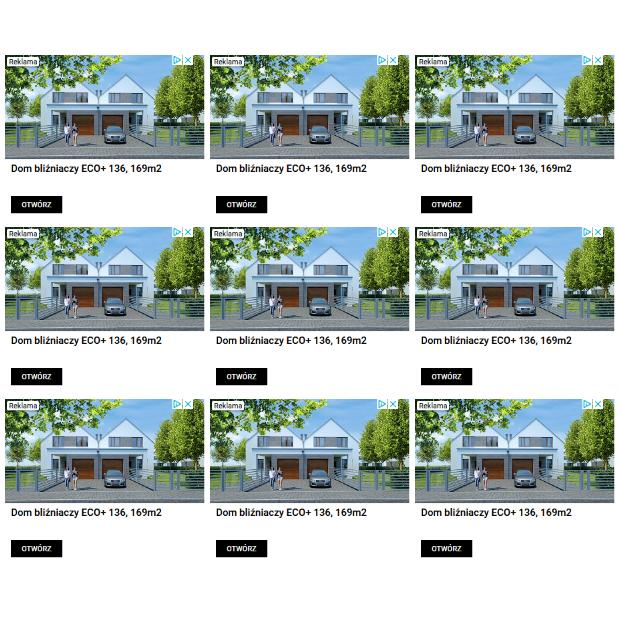 Reklama Reklama Reklama
Dom bliźniaczy ECO+ 136, 169m2 Dom bliźniaczy ECO+ 136, 169m2 Dom bliźniaczy ECO+ 136, 169m2
OTWÓRZ OTWÓRZ OTWÓRZ
Reklama Reklama Reklama
Dom bliźniaczy ECO+ 136, 169m2 Dom bliźniaczy ECO+ 136, 169m2 Dom bliźniaczy ECO+ 136, 169m2
OTWÓRZ OTWÓRZ OTWÓRZ
Reklama Reklama Reklama
Dom bliźniaczy ECO+ 136, 169m2 Dom bliźniaczy ECO+ 136, 169m2 Dom bliźniaczy ECO+ 136, 169m2
OTWÓRZ OTWÓRZ OTWÓRZ